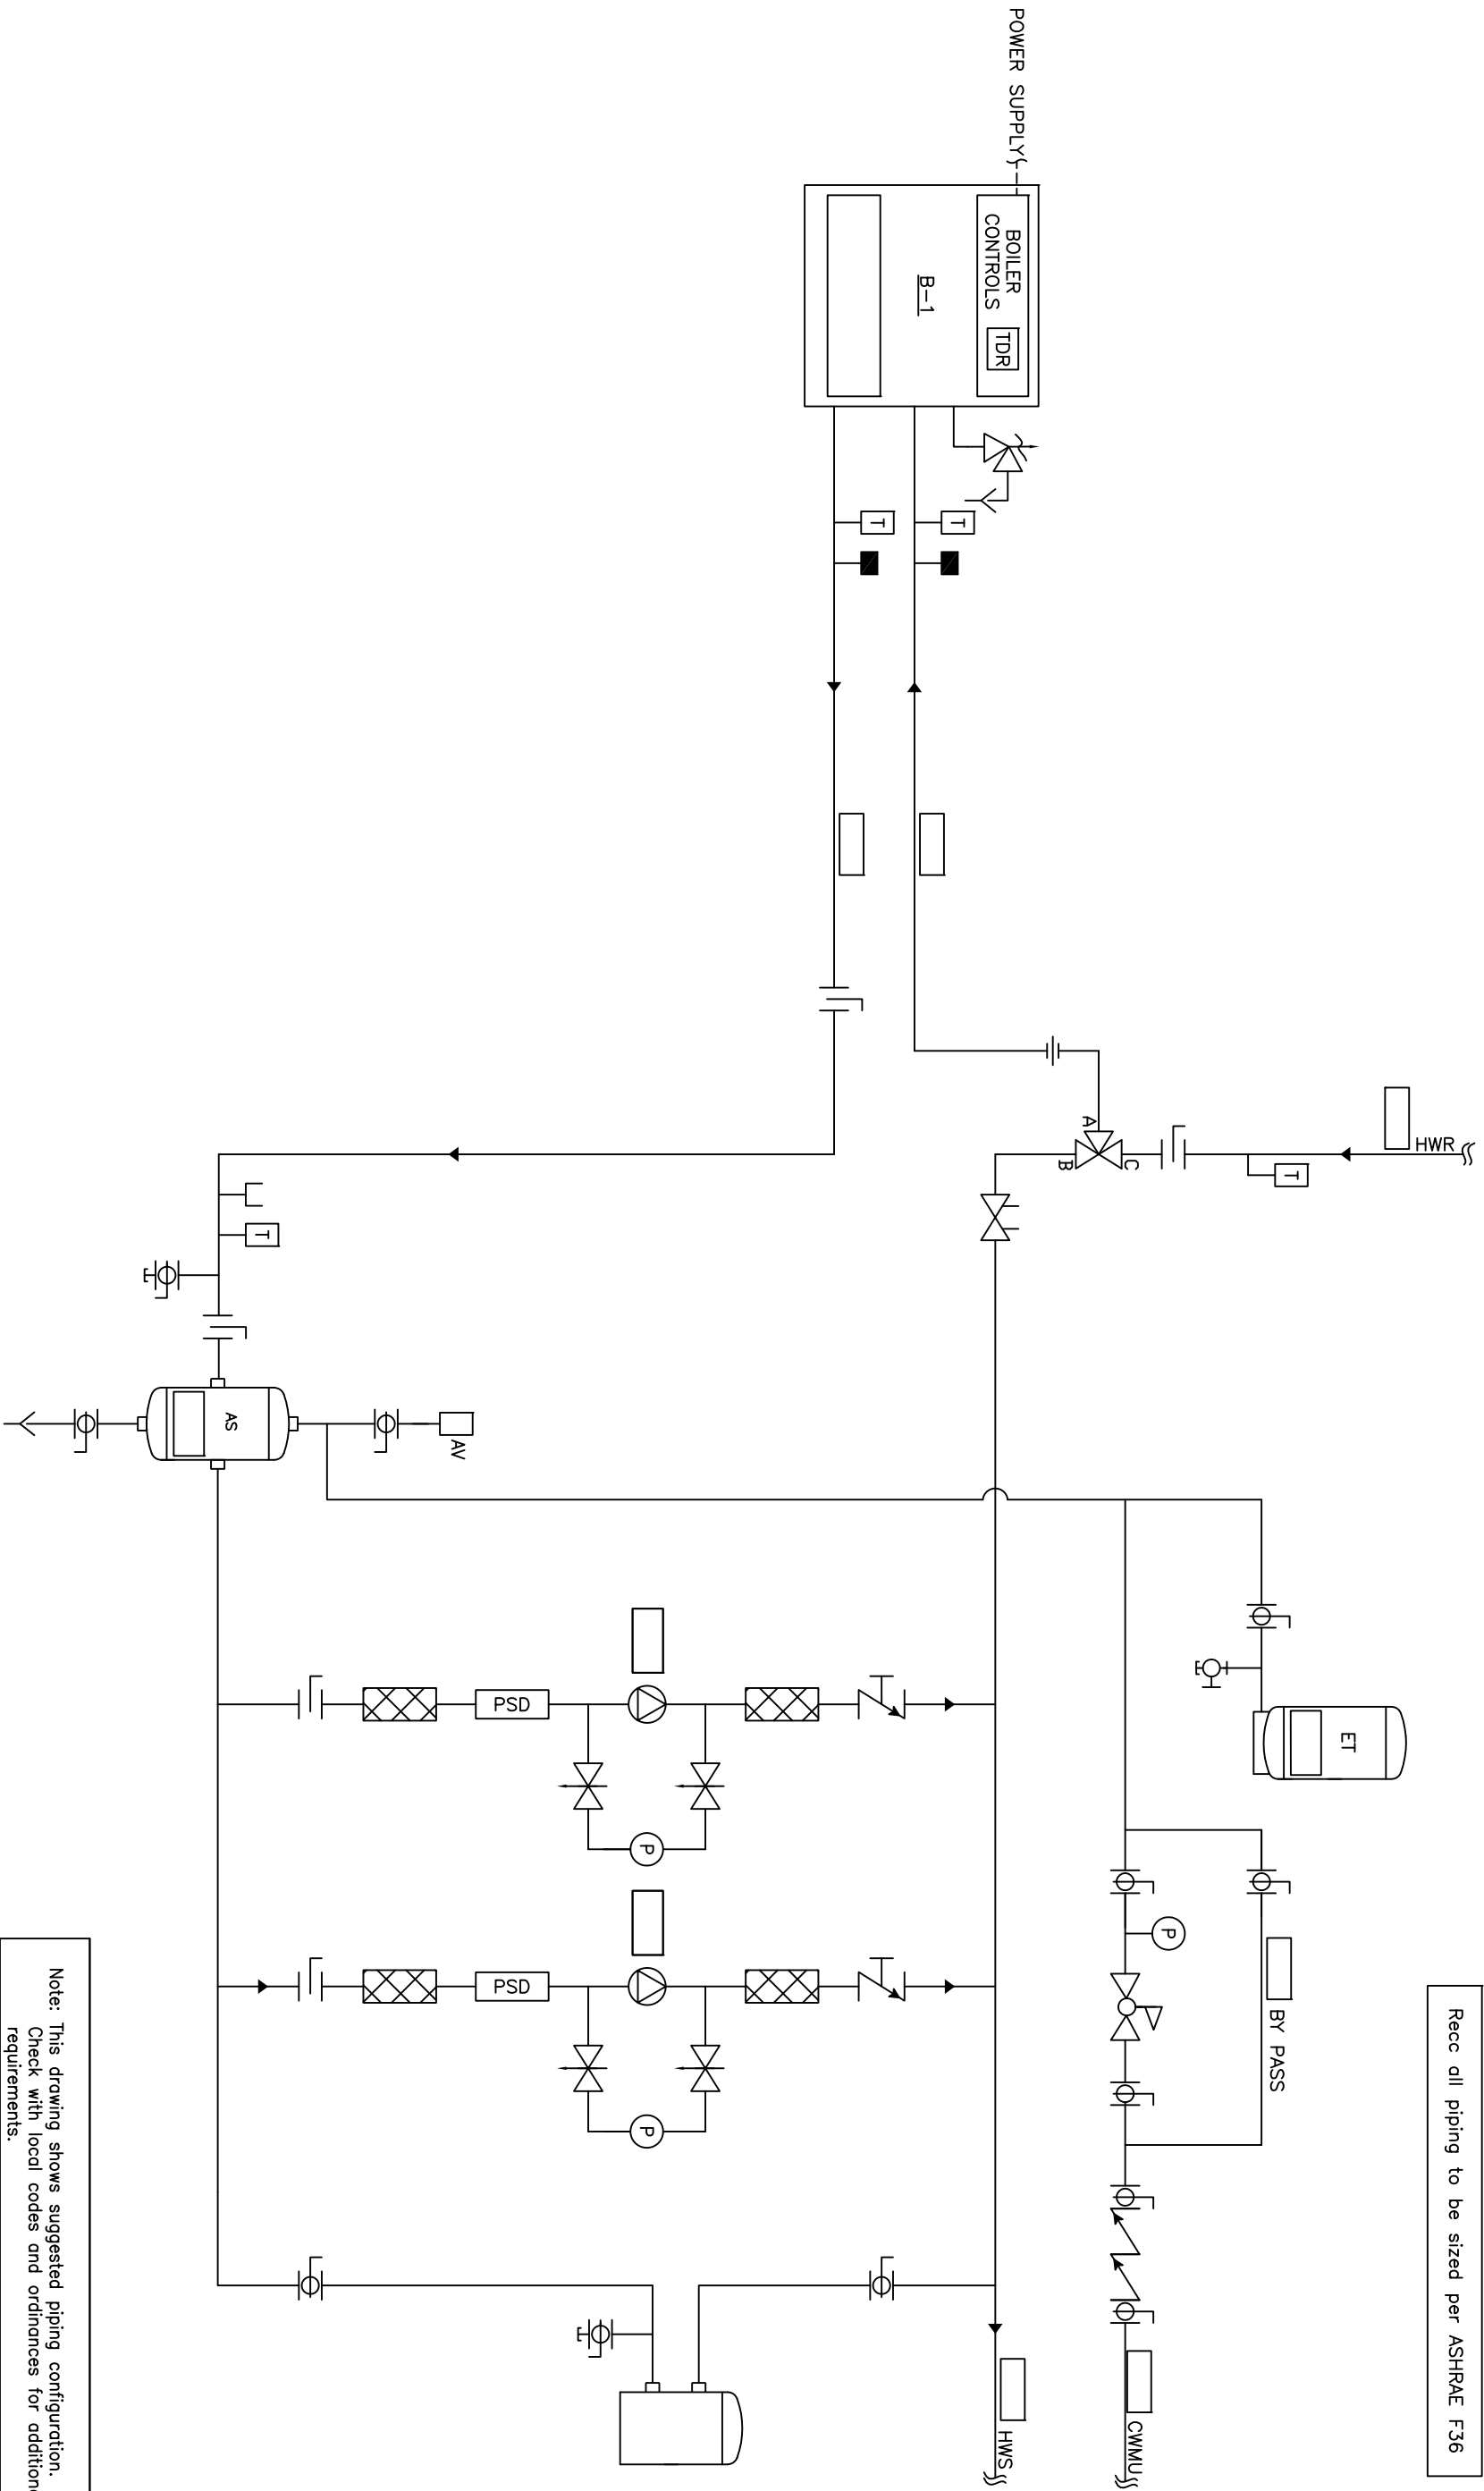 Recc all piping to be sized per ASHRAE F36
HWR
T
BY PASS
ET
CWMU
P
C
A
B
HWS
POWER SUPPLY
BOILER
CONTROLS
TDR
B-1
T
T
PSD
P
PSD
P
AV
T
AS
Note: This drawing shows suggested piping configuration.
Check with local codes and ordinances for
requirements.